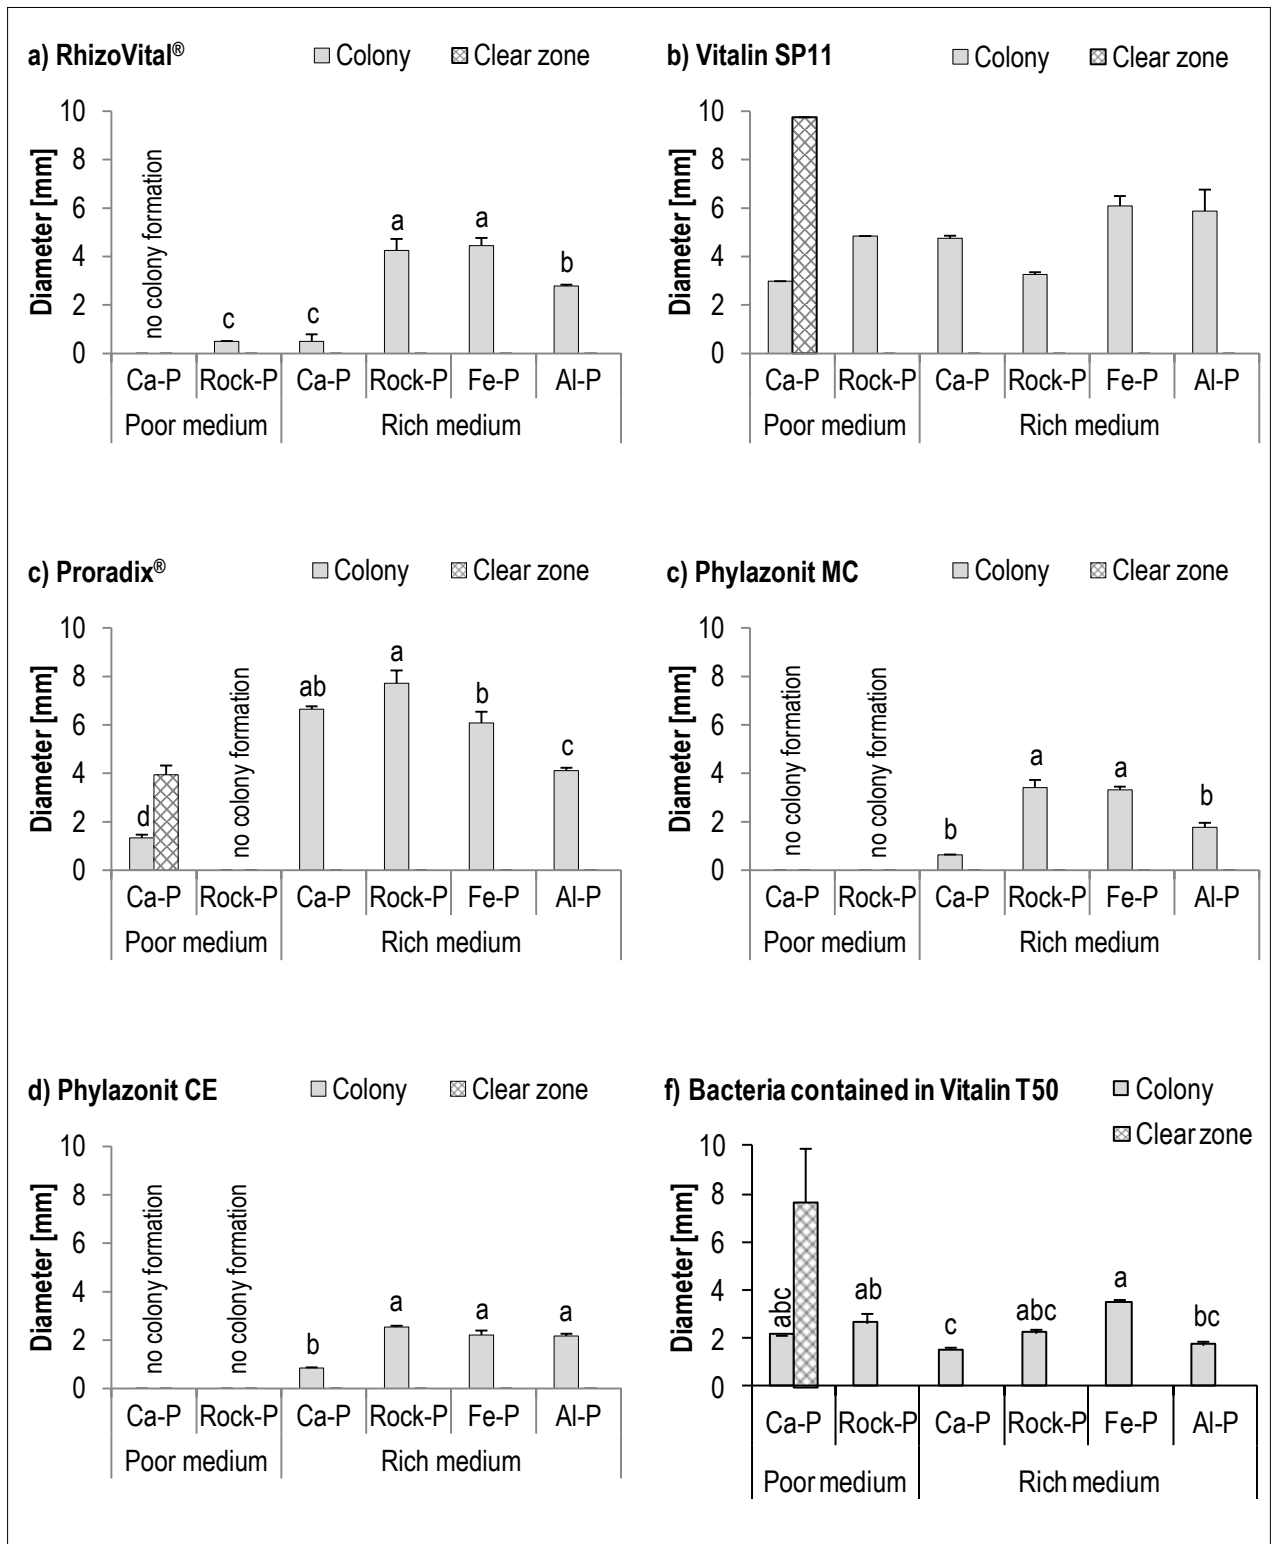 a) RhizoVital® Colony Clear zone
Diameter [mm]
10
8
6
4
2
0
no colony formation
c c a a b
Ca-P Rock-P Ca-P Rock-P Fe-P Al-P
Poor medium Rich medium
b) Vitalin SP11 Colony Clear zone
Diameter [mm]
10
8
6
4
2
0
Ca-P Rock-P Ca-P Rock-P Fe-P Al-P
Poor medium Rich medium
c) Proradix® Colony Clear zone
Diameter [mm]
10
8
6
4
2
0
d
no colony formation
ab a b c
Ca-P Rock-P Ca-P Rock-P Fe-P Al-P
Poor medium Rich medium
c) Phylazonit MC Colony Clear zone
Diameter [mm]
10
8
6
4
2
0
no colony formation
no colony formation
b a a b
Ca-P Rock-P Ca-P Rock-P Fe-P Al-P
Poor medium Rich medium
d) Phylazonit CE Colony Clear zone
Diameter [mm]
10
8
6
4
2
0
no colony formation
no colony formation
b a a a
Ca-P Rock-P Ca-P Rock-P Fe-P Al-P
Poor medium Rich medium
f) Bacteria contained in Vitalin T50 Colony
Clear zone
Diameter [mm]
10
8
6
4
2
0
abc ab c abc a bc
Ca-P Rock-P Ca-P Rock-P Fe-P Al-P
Poor medium Rich medium